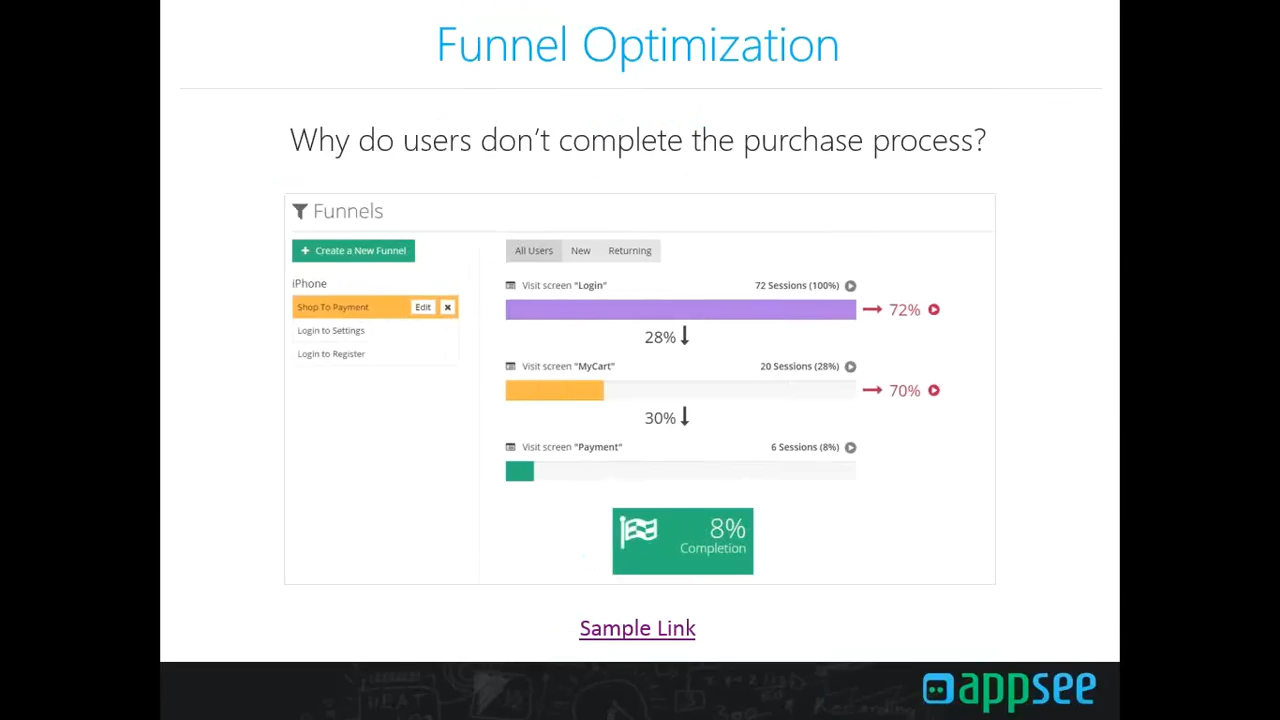 Funnel Optimization
Why do users don't complete the purchase process?
Funnels
+ Create a New Funnel
iPhone
Shop To Payment Edit x
Login to Settings
Login to Register
All Users New Returning
Visit screen "Login" 72 Sessions (100%)
72%
28%
Visit screen "MyCart" 20 Sessions (28%)
70%
30%
Visit screen "Payment" 6 Sessions (8%)
8%
Completion
Sample Link
appsee